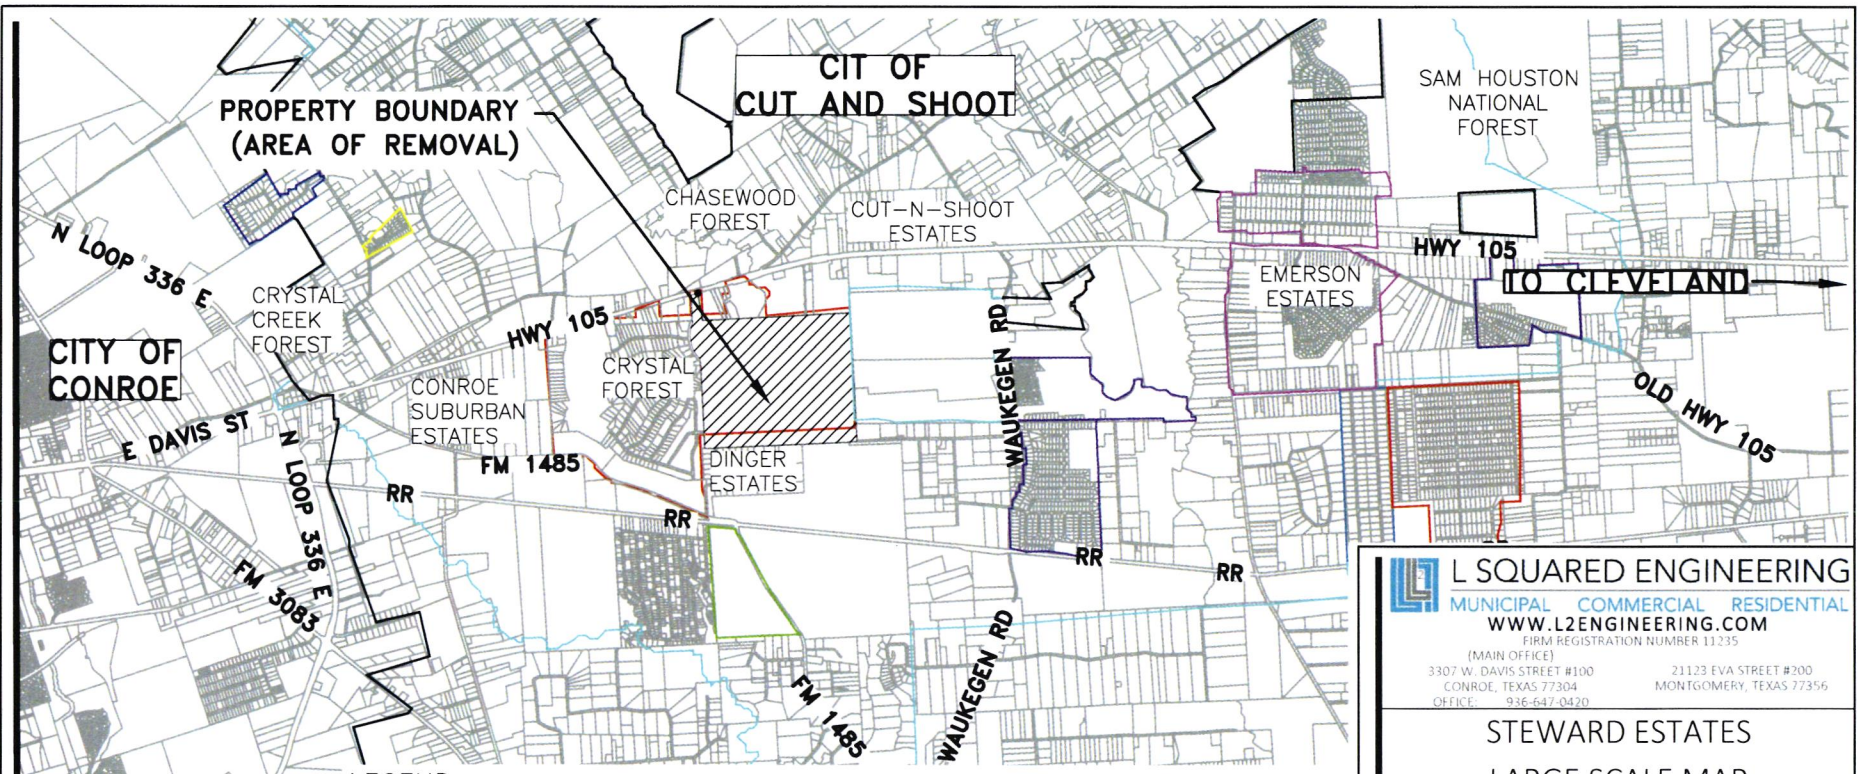 CIT OF
CUT AND SHOOT
SAM HOUSTON
NATIONAL
FOREST
PROPERTY BOUNDARY
(AREA OF REMOVAL)
CHASEWOOD
FOREST
CUT-N-SHOOT
ESTATES
N LOOP 336 E
HWY 105
EMERSON
ESTATES
TO CLEVELAND
CRYSTAL
CREEK
FOREST
HWY 105
CITY OF
CONROE
CRYSTAL
FOREST
WAUKEGEN RD
CONROE
SUBURBAN
ESTATES
OLD HWY 105
E DAVIS ST
N LOOP 336 E
FM 1485
DINGER
ESTATES
RR
RR
RR
RR
FM 3083
FM 1485
WAUKEGEN RD
L SQUARED ENGINEERING
MUNICIPAL COMMERCIAL RESIDENTIAL
WWW.L2ENGINEERING.COM
FIRM REGISTRATION NUMBER 11235
(MAIN OFFICE)
3307 W. DAVIS STREET #100 21123 EVA STREET #200
CONROE, TEXAS 77304 MONTGOMERY, TEXAS 77356
OFFICE: 936-647-0420
STEWARD ESTATES
LARGE SCALE MAP
LEGEND